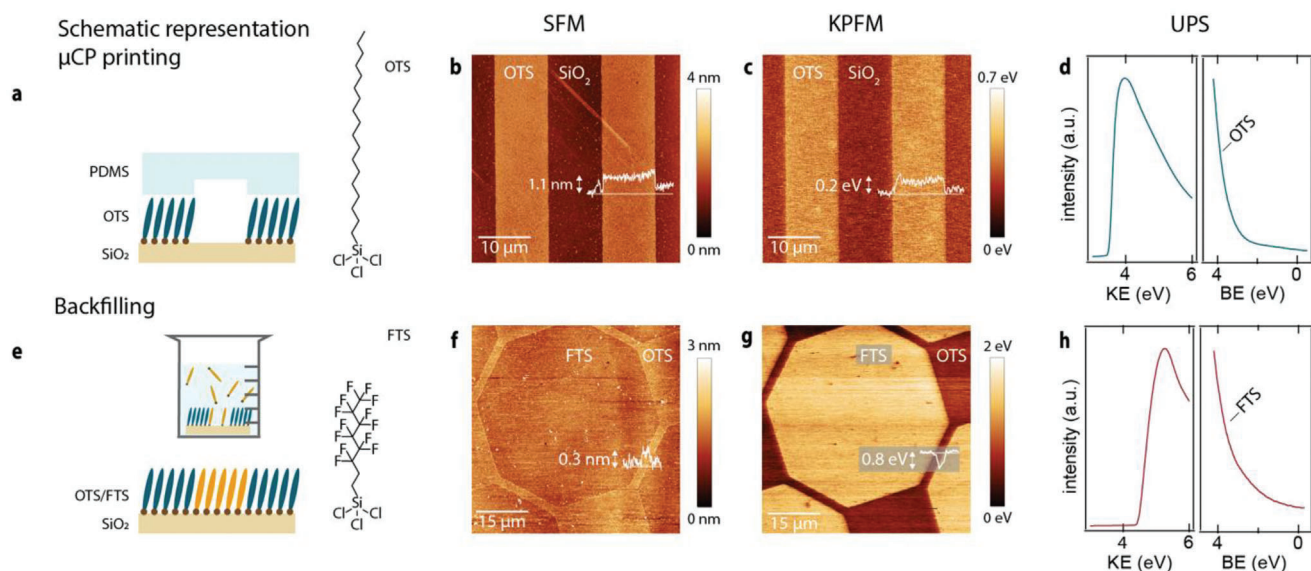 Schematic representation
µCP printing
SFM
KPFM
UPS
a
OTS
PDMS
OTS
SiO₂
Si
Cl
Cl
Cl
b
OTS
SiO₂
1.1 nm
10 µm
4 nm
0 nm
c
OTS
SiO₂
0.2 eV
10 µm
0.7 eV
0 eV
d
OTS
intensity (a.u.)
4
6
4
0
KE (eV)
BE (eV)
Backfilling
e
FTS
OTS/FTS
SiO₂
F
F
F
F
F
F
F
F
F
F
F
F
F
Si
Cl
Cl
Cl
f
FTS
OTS
0.3 nm
15 µm
3 nm
0 nm
g
FTS
OTS
0.8 eV
15 µm
2 eV
0 eV
h
FTS
intensity (a.u.)
4
6
4
0
KE (eV)
BE (eV)